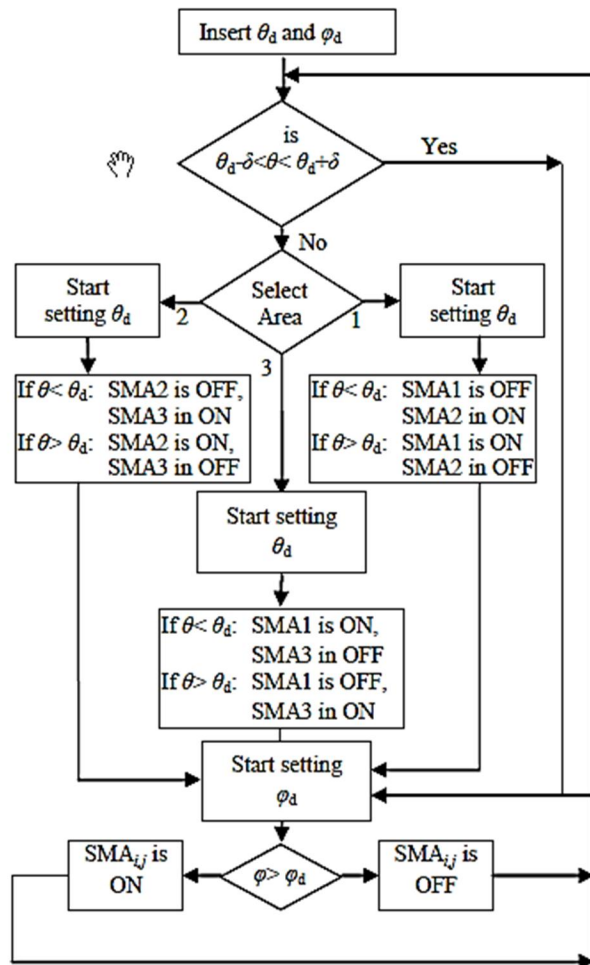 Insert θd and φd
is
θd-δ<θ< θd+δ
Yes
No
Select
Area
2
1
3
Start
setting θd
Start
setting θd
If θ< θd: SMA2 is OFF,
SMA3 in ON
If θ> θd: SMA2 is ON,
SMA3 in OFF
If θ< θd: SMA1 is OFF
SMA2 in ON
If θ> θd: SMA1 is ON
SMA2 in OFF
Start setting
θd
If θ< θd: SMA1 is ON,
SMA3 in OFF
If θ> θd: SMA1 is OFF,
SMA3 in ON
Start setting
φd
SMAi,j is
ON
φ> φd
SMAi,j is
OFF